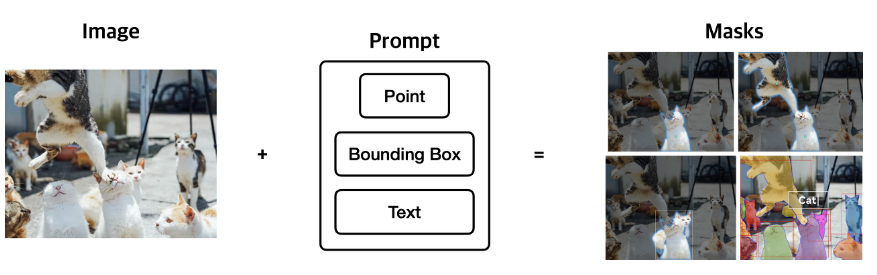 Image
Prompt
Masks
Point
Bounding Box
Text
+
=
Cat